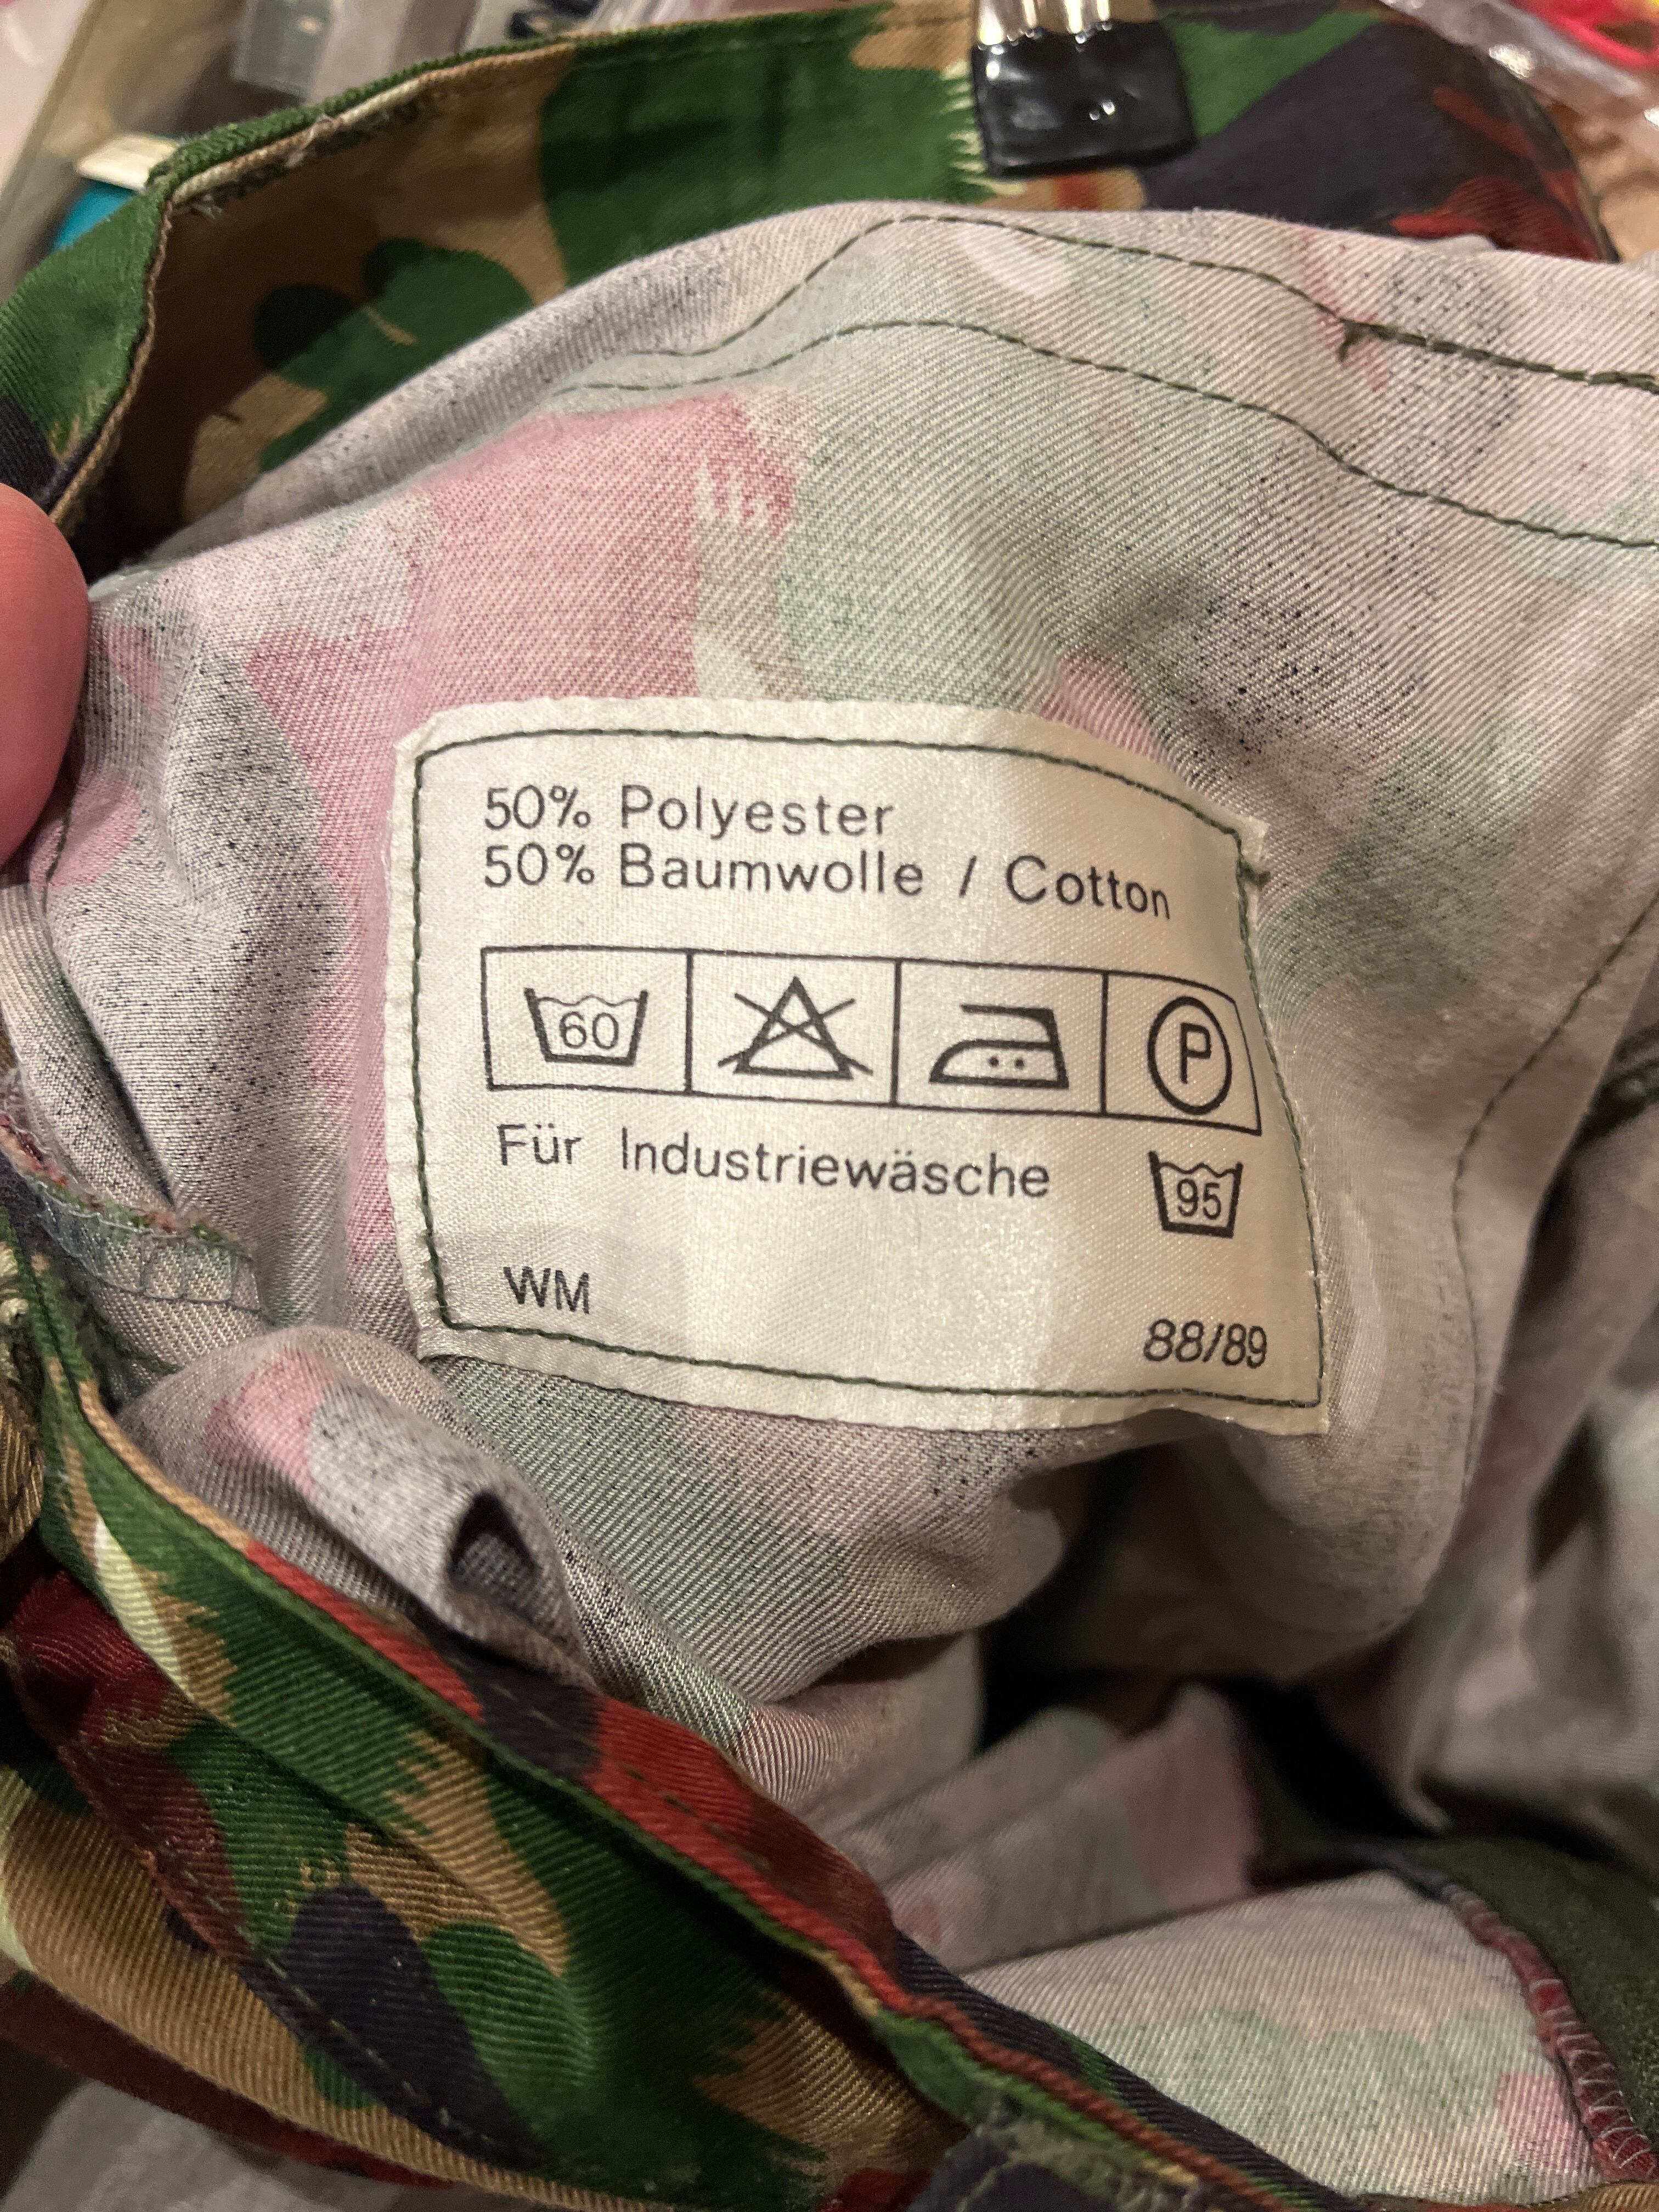 50% Polyester
50% Baumwolle / Cotton
60 P
Für Industriewäsche 95
WM 88/89